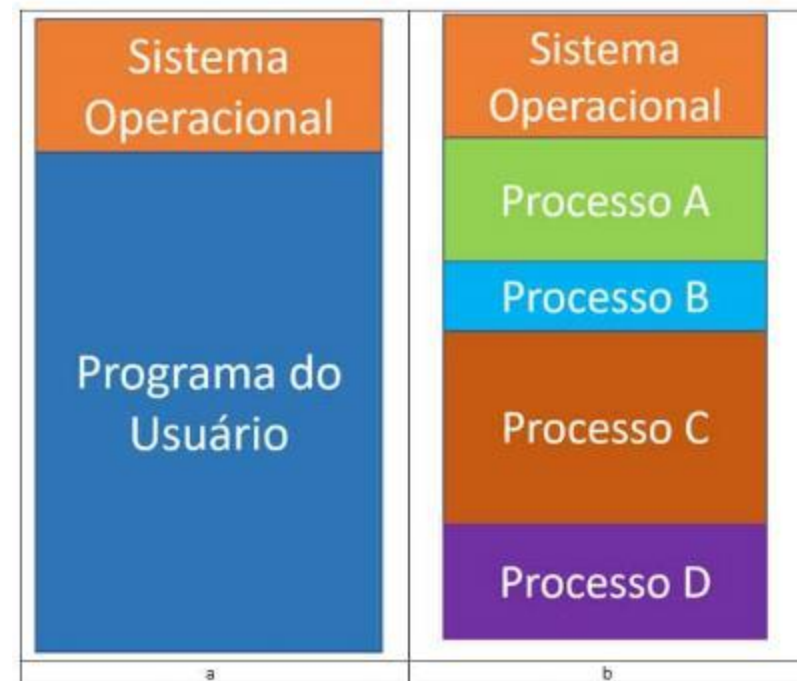 Sistema
Operacional
Programa do
Usuário
a
Sistema
Operacional
Processo A
Processo B
Processo C
Processo D
b